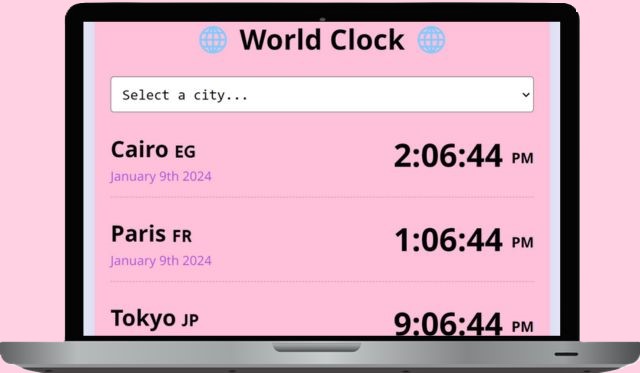 🌐 World Clock 🌐
Select a city...
Cairo EG 2:06:44 PM
January 9th 2024
Paris FR 1:06:44 PM
January 9th 2024
Tokyo JP 9:06:44 PM